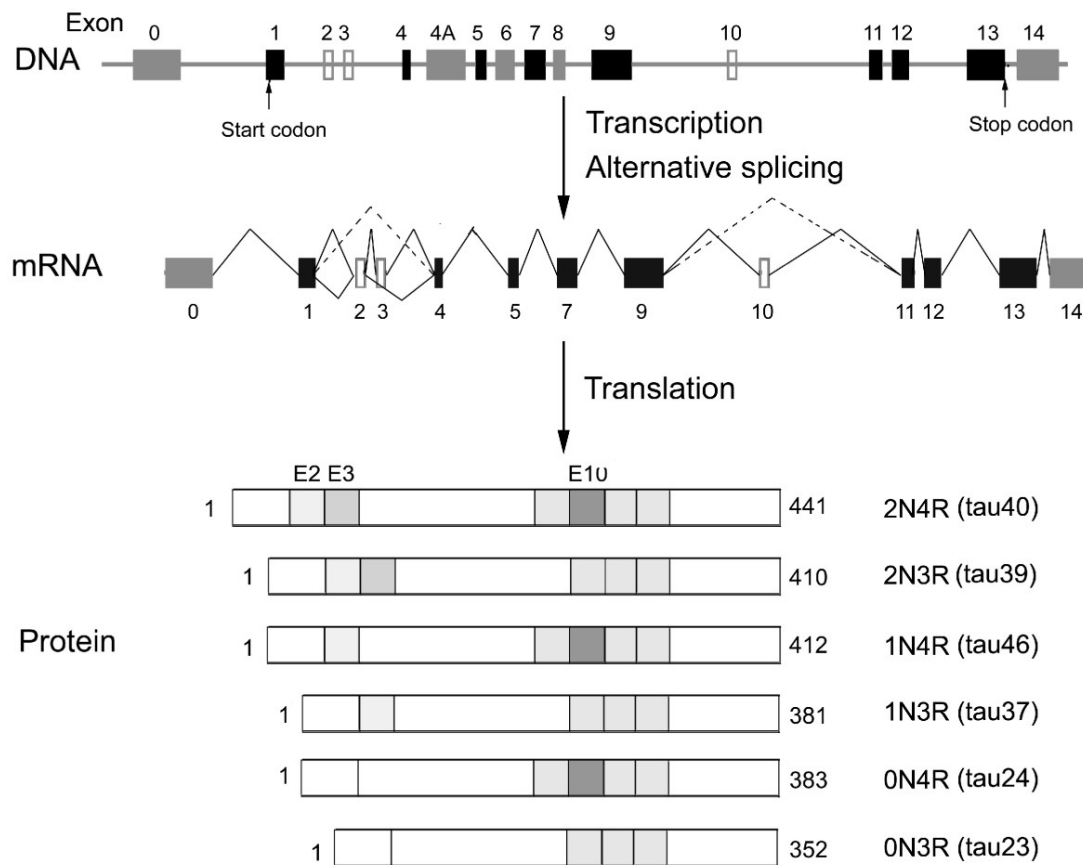 Exon 0 1 2 3 4 4A 5 6 7 8 9 10 11 12 13 14
DNA
Start codon
Stop codon
Transcription
Alternative splicing
mRNA
0 1 2 3 4 5 7 9 10 11 12 13 14
Translation
E2 E3 E10
1 441 2N4R (tau40)
1 410 2N3R (tau39)
Protein
1 412 1N4R (tau46)
1 381 1N3R (tau37)
1 383 0N4R (tau24)
1 352 0N3R (tau23)